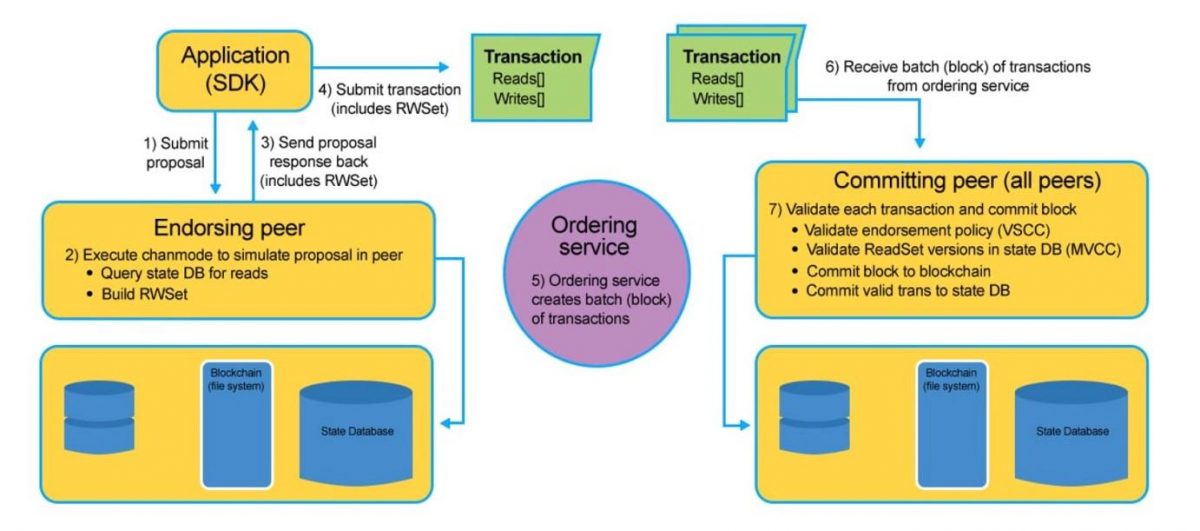 Application
(SDK)
1) Submit
proposal
3) Send proposal
response back
(includes RWSet)
4) Submit transaction
(includes RWSet)
Transaction
Reads[]
Writes[]
Transaction
Reads[]
Writes[]
6) Receive batch (block) of transactions
from ordering service
Endorsing peer
2) Execute chanmode to simulate proposal in peer
• Query state DB for reads
• Build RWSet
Ordering
service
5) Ordering service
creates batch (block)
of transactions
Committing peer (all peers)
7) Validate each transaction and commit block
• Validate endorsement policy (VSCC)
• Validate ReadSet versions in state DB (MVCC)
• Commit block to blockchain
• Commit valid trans to state DB
Blockchain
(file system)
State Database
Blockchain
(file system)
State Database